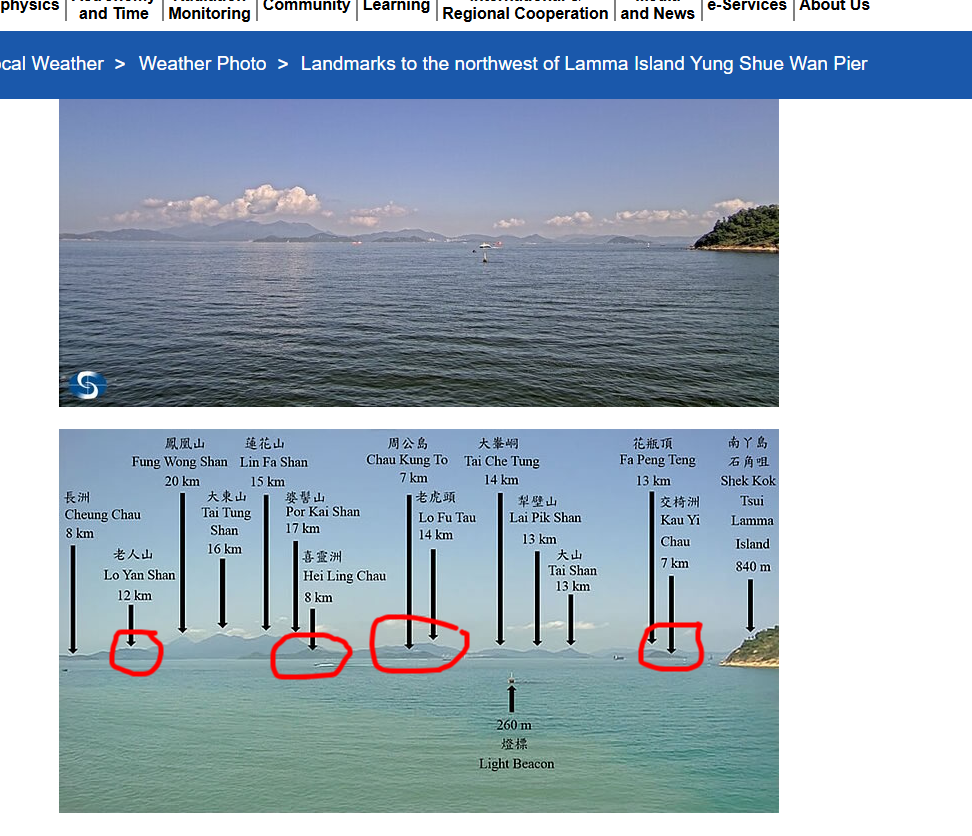 physics
and Time
Monitoring
Community
Learning
Regional Cooperation
and News
e-Services
About Us
cal Weather > Weather Photo > Landmarks to the northwest of Lamma Island Yung Shue Wan Pier
鳳凰山
Fung Wong Shan
20 km
蓮花山
Lin Fa Shan
15 km
周公島
Chau Kung To
7 km
大峯峒
Tai Che Tung
14 km
花瓶頂
Fa Peng Teng
13 km
南丫島
石角咀
Shek Kok
Tsui
Lamma
Island
840 m
長洲
Cheung Chau
8 km
大東山
Tai Tung
Shan
16 km
婆髻山
Por Kai Shan
17 km
老虎頭
Lo Fu Tau
14 km
犁壁山
Lai Pik Shan
13 km
交椅洲
Kau Yi
Chau
7 km
老人山
Lo Yan Shan
12 km
喜靈洲
Hei Ling Chau
8 km
大山
Tai Shan
13 km
260 m
燈標
Light Beacon